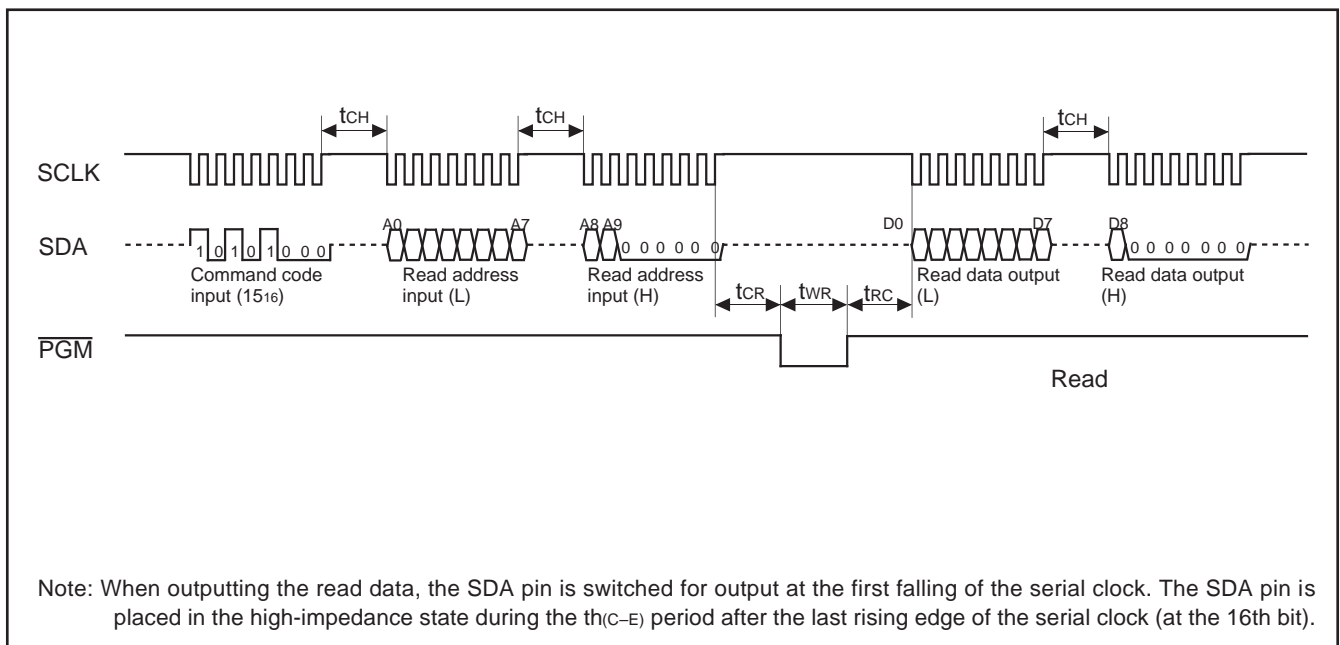 tCH tCH tCH
SCLK
A0 A7 A8 A9 D0 D7 D8
SDA
1 0 1 0 1 0 0 0 0 0 0 0 0 0 0 0 0 0 0 0 0
Command code input (1516)
Read address input (L)
Read address input (H)
Read data output (L)
Read data output (H)
tCR tWR tRC
PGM
Read
Note: When outputting the read data, the SDA pin is switched for output at the first falling of the serial clock. The SDA pin is
placed in the high-impedance state during the th(C–E) period after the last rising edge of the serial clock (at the 16th bit).